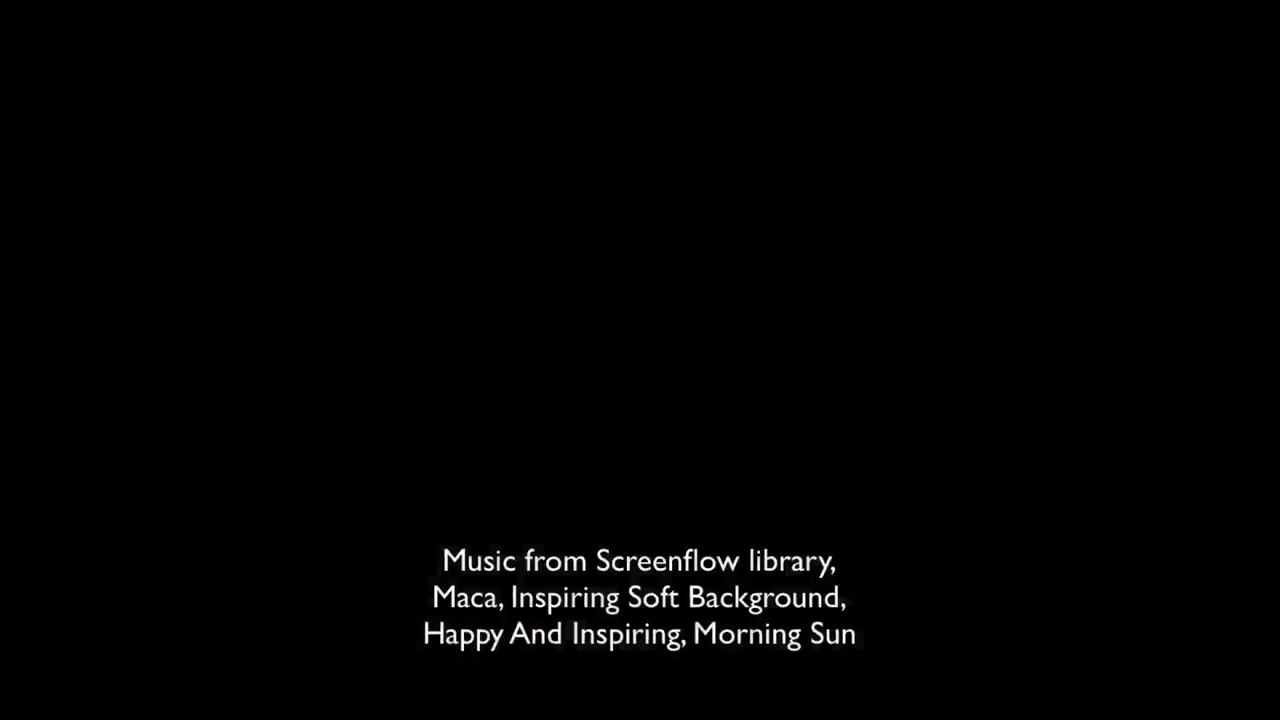 Music from Screenflow library,
Maca, Inspiring Soft Background,
Happy And Inspiring, Morning Sun